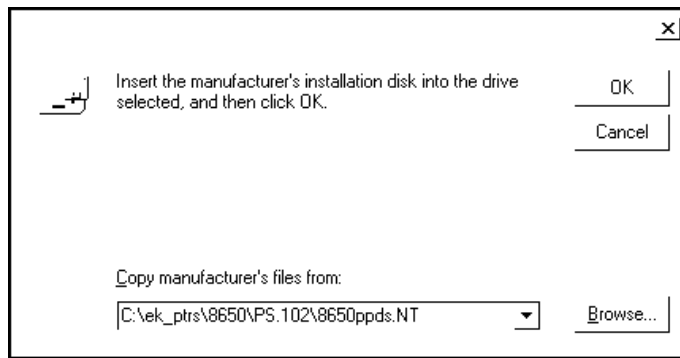 Insert the manufacturer's installation disk into the drive
selected, and then click OK.
OK
Cancel
Copy manufacturer's files from:
C:\ek_ptrs\8650\PS.102\8650ppds.NT
Browse...